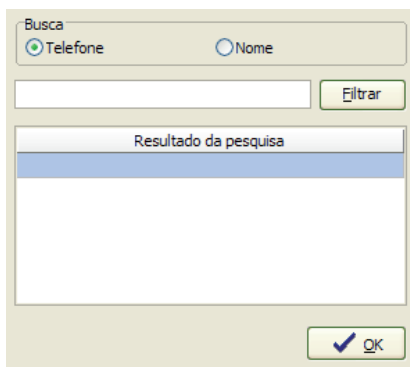 Busca
Telefone Nome
Filtrar
Resultado da pesquisa
OK